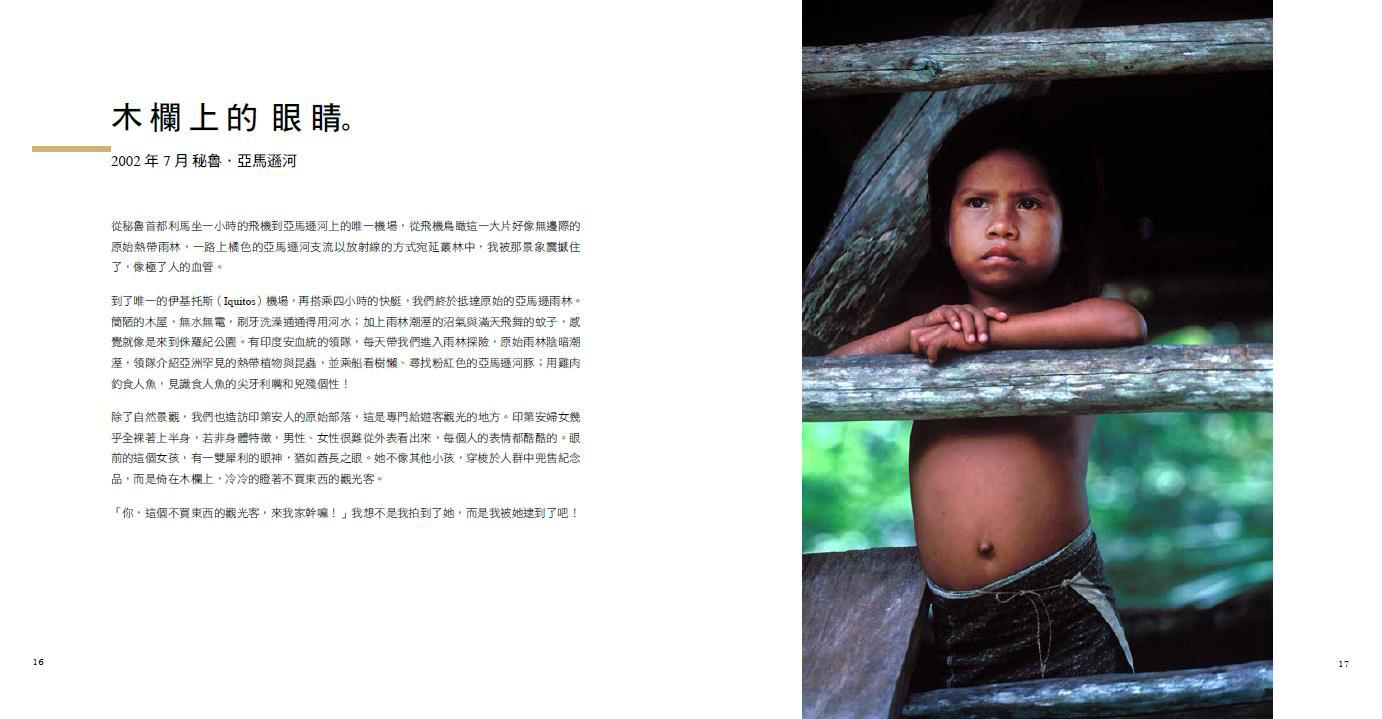 木欄上的 眼睛。
2002 年 7 月 秘魯．亞馬遜河
從秘魯首都利馬坐一小時的飛機到亞馬遜河上的唯一機場，從飛機鳥瞰這一大片好像無邊際的
原始熱帶雨林，一路上橘色的亞馬遜河支流以放射線的方式宛延叢林中，我被那景象震撼住
了，像極了人的血管。
到了唯一的伊基托斯（Iquitos）機場，再搭乘四小時的快艇，我們終於抵達原始的亞馬遜雨林。
簡陋的木屋，無水無電，刷牙洗澡通通得用河水；加上雨林潮溼的沼氣與滿天飛舞的蚊子，感
覺就像是來到侏羅紀公園。有印度安血統的領隊，每天帶我們進入雨林探險，原始雨林陰暗潮
溼，領隊介紹亞洲罕見的熱帶植物與昆蟲，並乘船看樹懶、尋找粉紅色的亞馬遜河豚；用雞肉
釣食人魚，見識食人魚的尖牙利嘴和兇殘個性！
除了自然景觀，我們也造訪印第安人的原始部落，這是專門給遊客觀光的地方。印第安婦女幾
乎全裸著上半身，若非身體特徵，男性、女性很難從外表看出來，每個人的表情都酷酷的。眼
前的這個女孩，有一雙犀利的眼神，猶如酋長之眼。她不像其他小孩，穿梭於人群中兜售紀念
品，而是倚在木欄上，冷冷的瞪著不買東西的觀光客。
「你，這個不買東西的觀光客，來我家幹嘛！」我想不是我拍到了她，而是我被她逮到了吧！
16
17